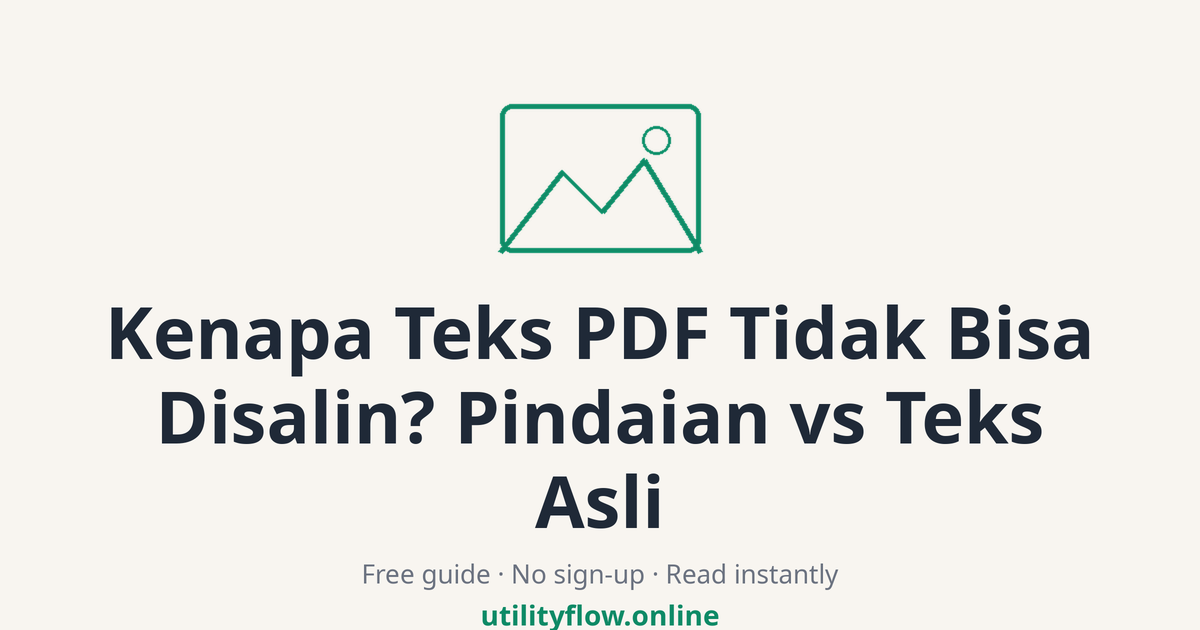 Kenapa Teks PDF Tidak Bisa
Disalin? Pindaian vs Teks
Asli
Free guide · No sign-up · Read instantly
utilityflow.online